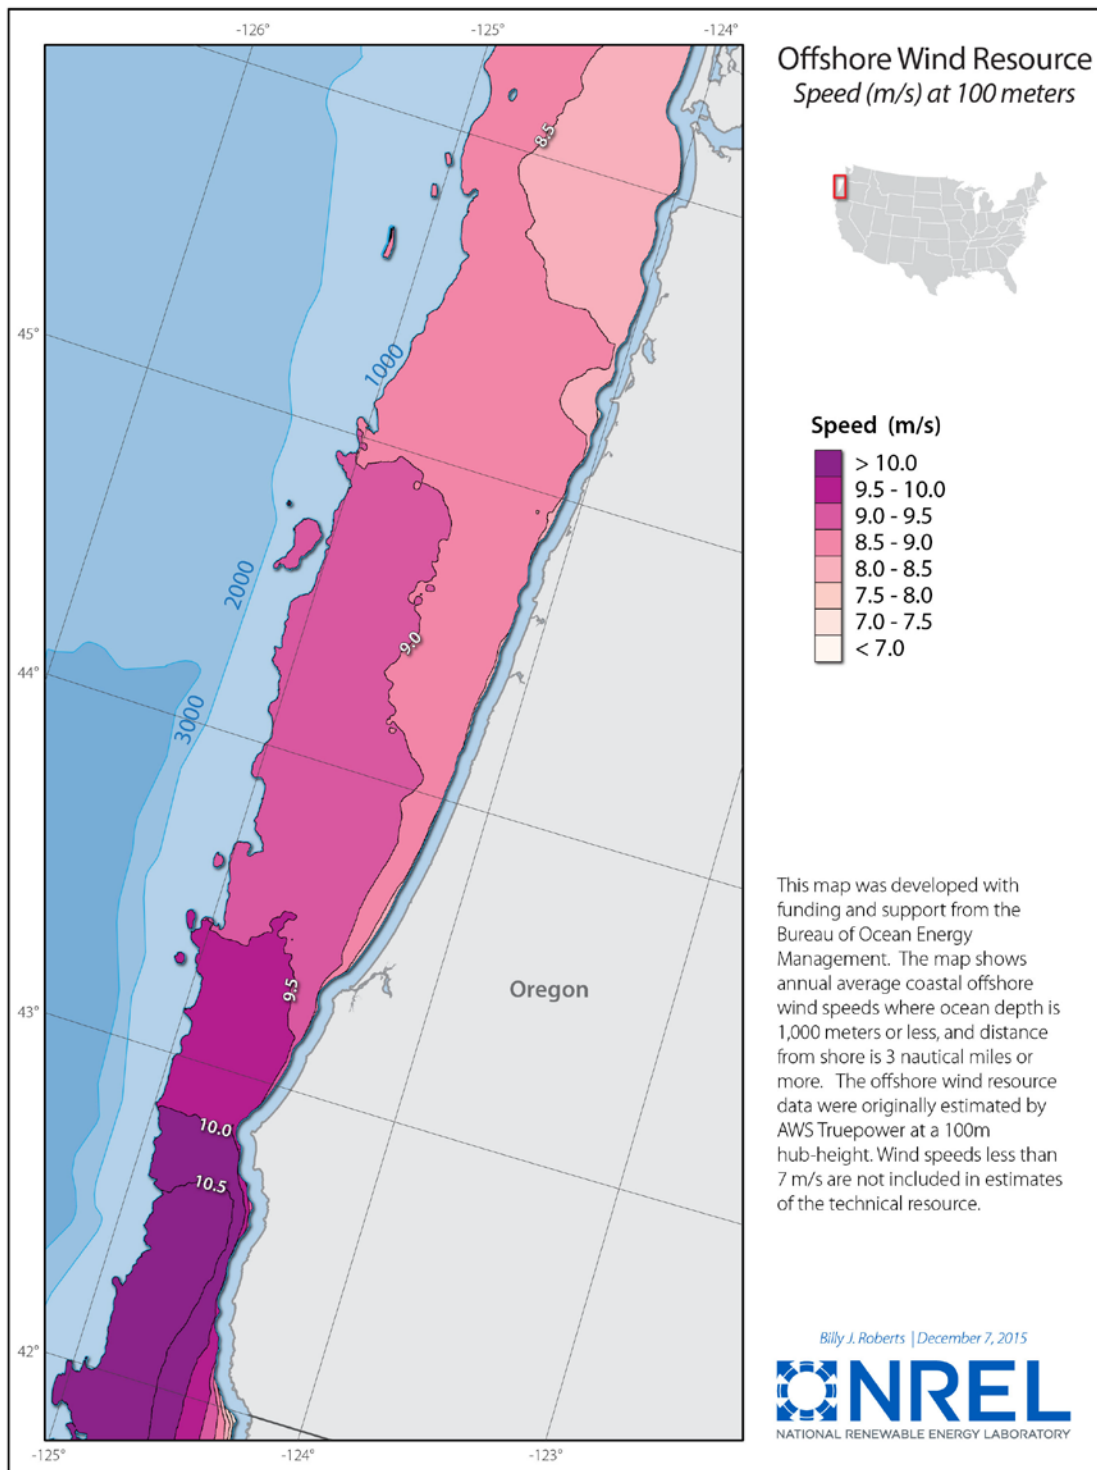 -126°
-125°
-124°
Offshore Wind Resource
Speed (m/s) at 100 meters
8.5
45°
1000
Speed (m/s)
> 10.0
9.5 - 10.0
9.0 - 9.5
8.5 - 9.0
8.0 - 8.5
7.5 - 8.0
7.0 - 7.5
< 7.0
2000
9.0
44°
3000
This map was developed with
funding and support from the
Bureau of Ocean Energy
Management. The map shows
annual average coastal offshore
wind speeds where ocean depth is
1,000 meters or less, and distance
from shore is 3 nautical miles or
more. The offshore wind resource
data were originally estimated by
AWS Truepower at a 100m
hub-height. Wind speeds less than
7 m/s are not included in estimates
of the technical resource.
9.5
Oregon
43°
10.0
10.5
42°
-125°
-124°
-123°
Billy J. Roberts | December 7, 2015
NREL
NATIONAL RENEWABLE ENERGY LABORATORY